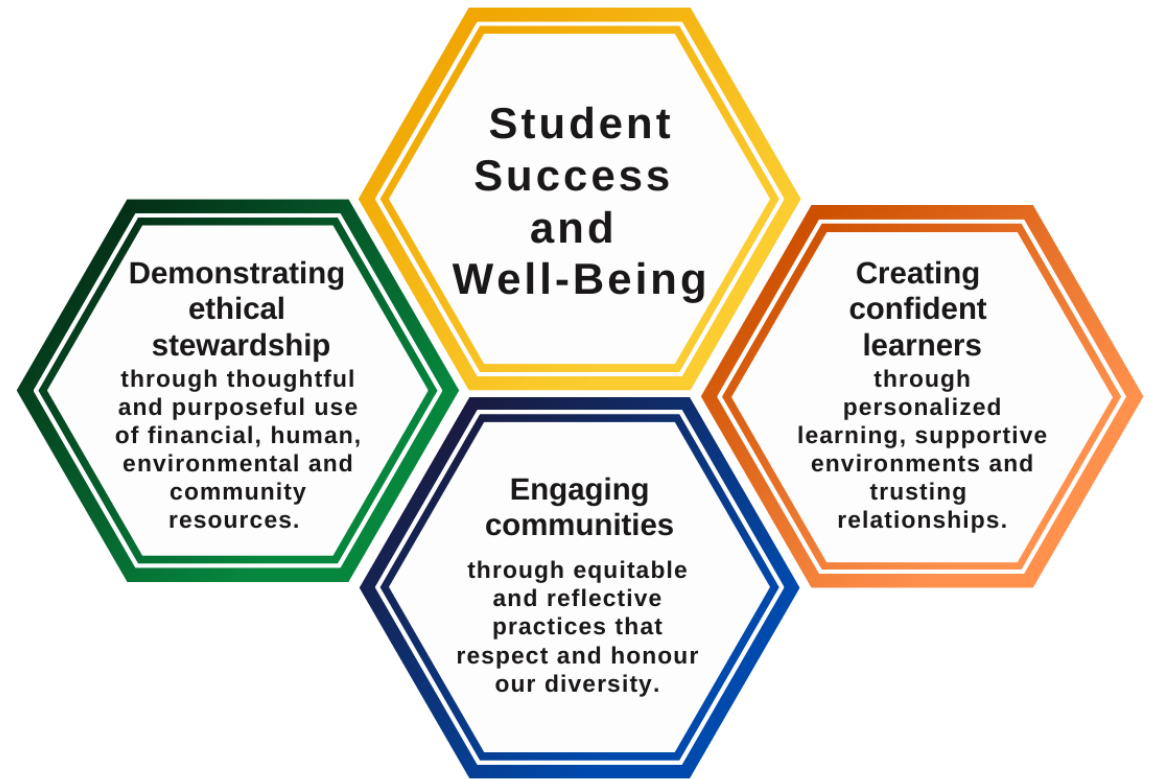 Student
Success
and
Well-Being
Demonstrating
ethical
stewardship
through thoughtful
and purposeful use
of financial, human,
environmental and
community
resources.
Engaging
communities
through equitable
and reflective
practices that
respect and honour
our diversity.
Creating
confident
learners
through
personalized
learning, supportive
environments and
trusting
relationships.